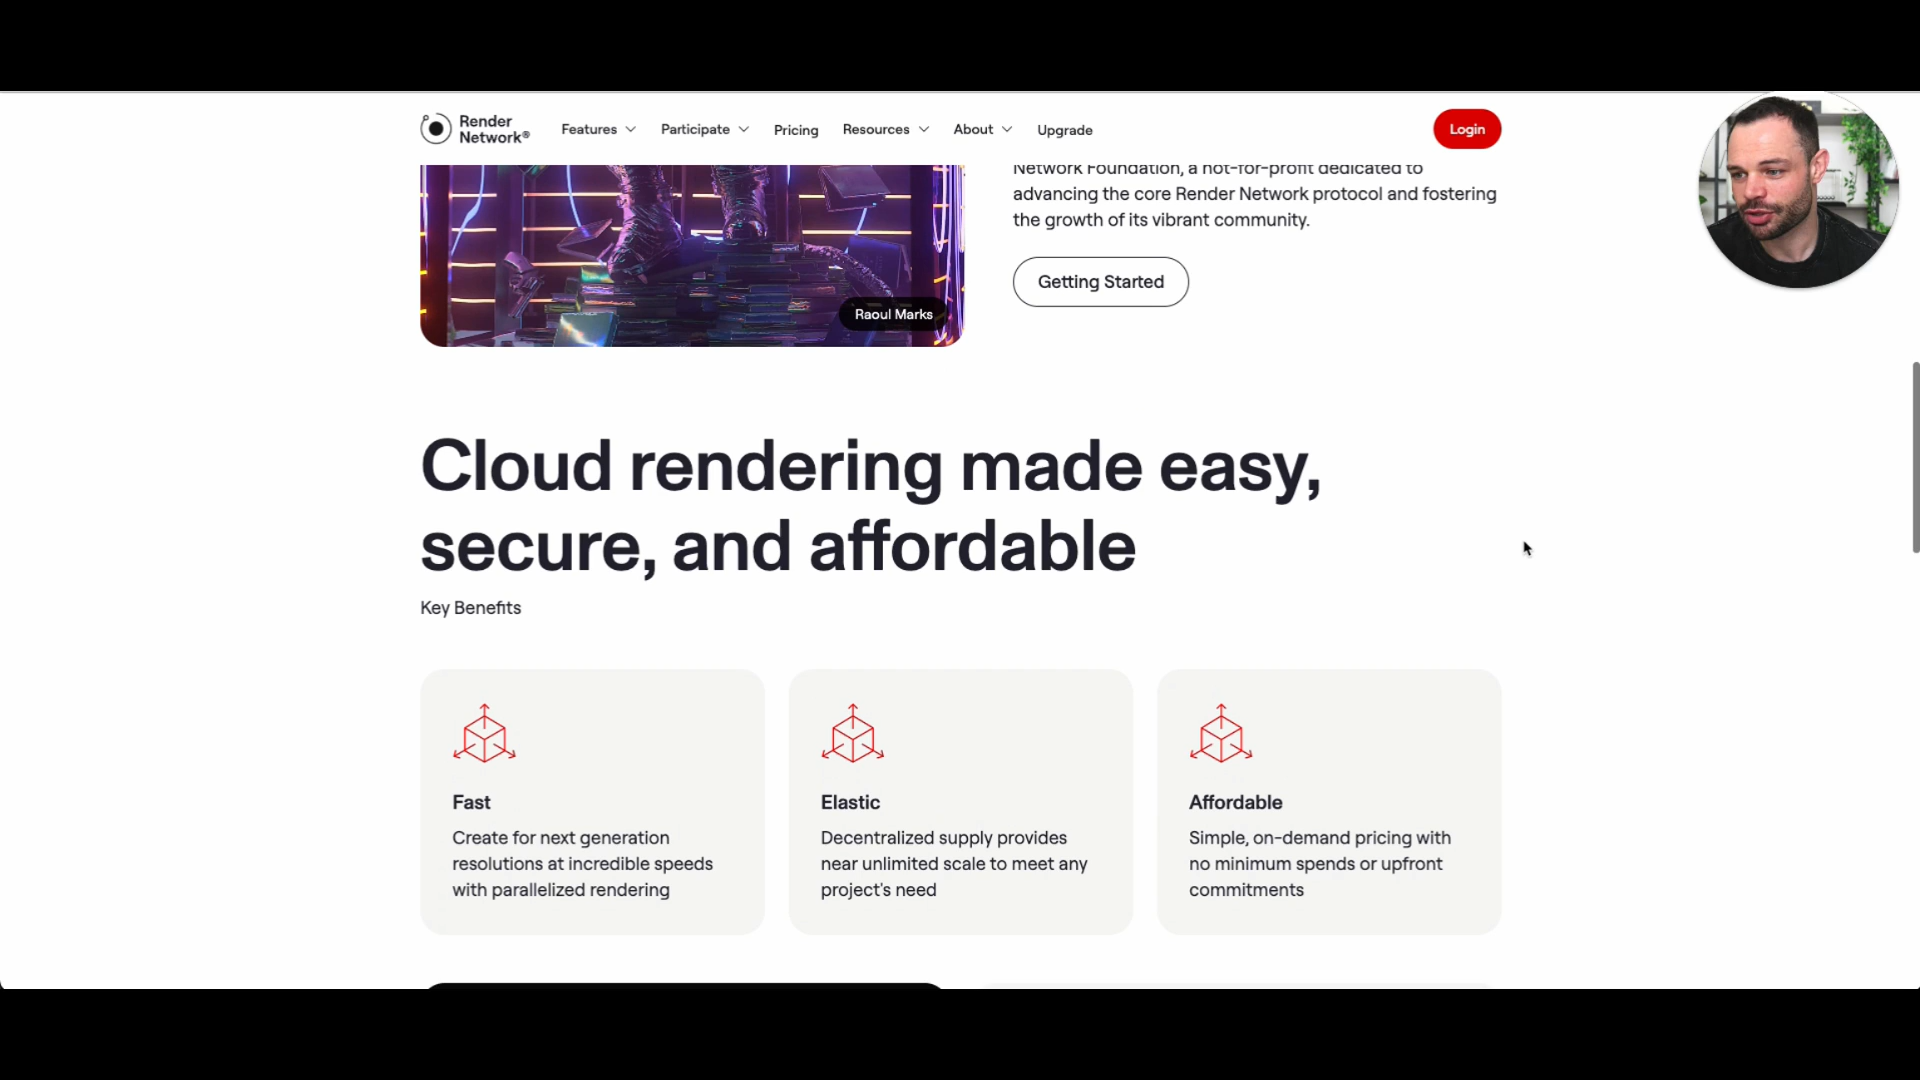 Render
Network®
Features
Participate
Pricing
Resources
About
Upgrade
Login
Network Foundation, a not-for-profit dedicated to
advancing the core Render Network protocol and fostering
the growth of its vibrant community.
Getting Started
Raoul Marks
Cloud rendering made easy,
secure, and affordable
Key Benefits
Fast
Create for next generation
resolutions at incredible speeds
with parallelized rendering
Elastic
Decentralized supply provides
near unlimited scale to meet any
project's need
Affordable
Simple, on-demand pricing with
no minimum spends or upfront
commitments